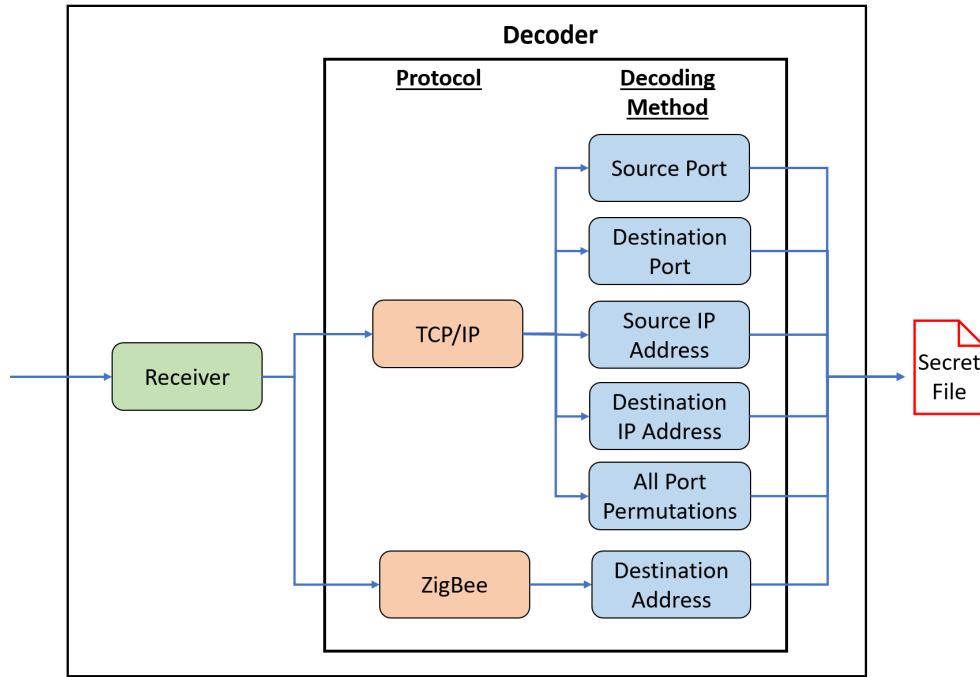 Decoder
Protocol
Decoding
Method
Source Port
Destination
Port
TCP/IP
Source IP
Address
Receiver
Secret
File
Destination
IP Address
All Port
Permutations
ZigBee
Destination
Address